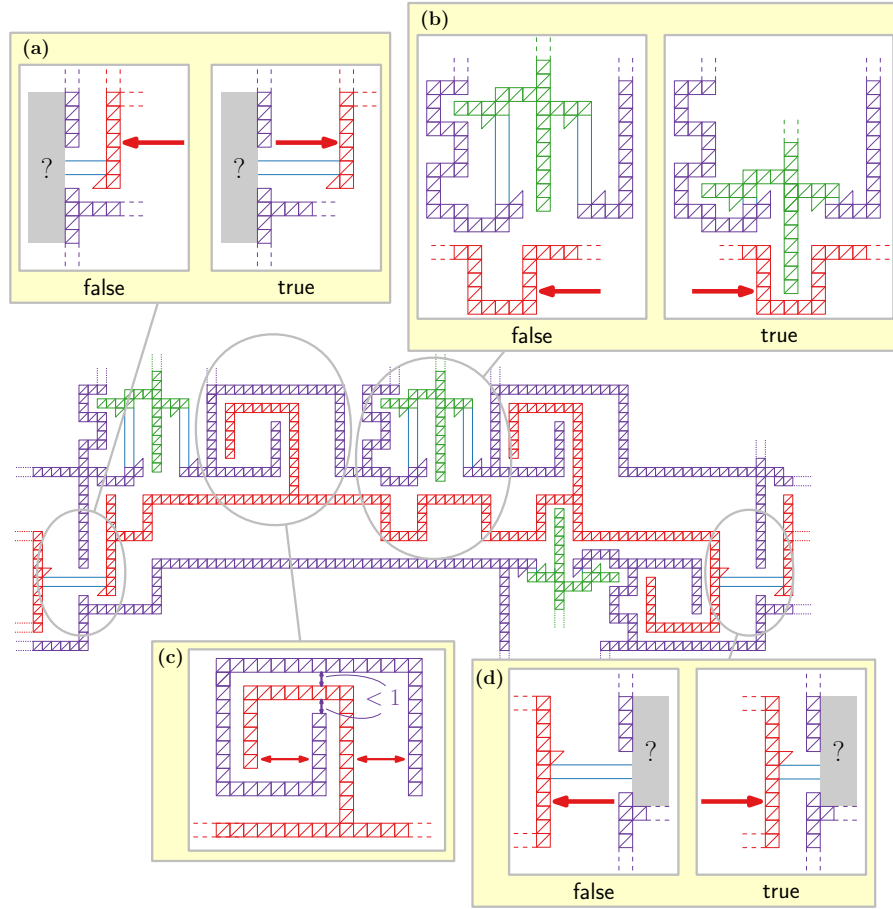 (a)
?
?
false
true
(b)
false
true
(c)
< 1
(d)
?
?
false
true